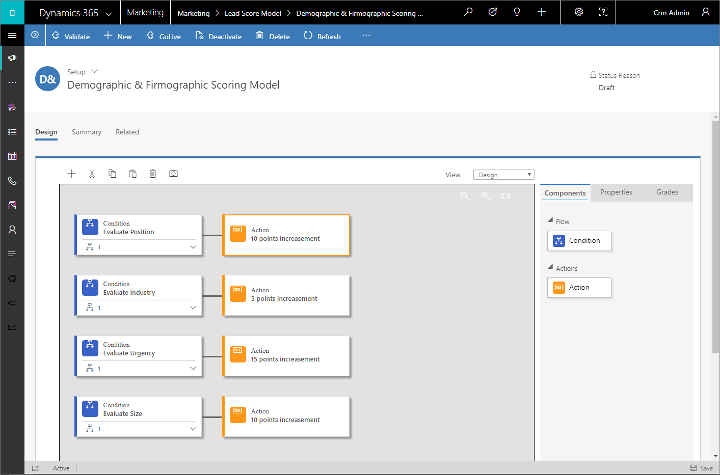 Dynamics 365
Marketing
Marketing > Lead Score Model > Demographic & Firmographic Scoring ...
Crm Admin
Validate
New
GoLive
Deactivate
Delete
Refresh
...
Setup
D&
Demographic & Firmographic Scoring Model
Status Reason
Draft
Design
Summary
Related
View
Design
Condition
Evaluate Position
1
Action
10 points increasement
Condition
Evaluate Industry
1
Action
5 points increasement
Condition
Evaluate Urgency
1
Action
15 points increasement
Condition
Evaluate Size
1
Action
10 points increasement
Components
Properties
Grades
Flow
Condition
Actions
Action
Active
Save